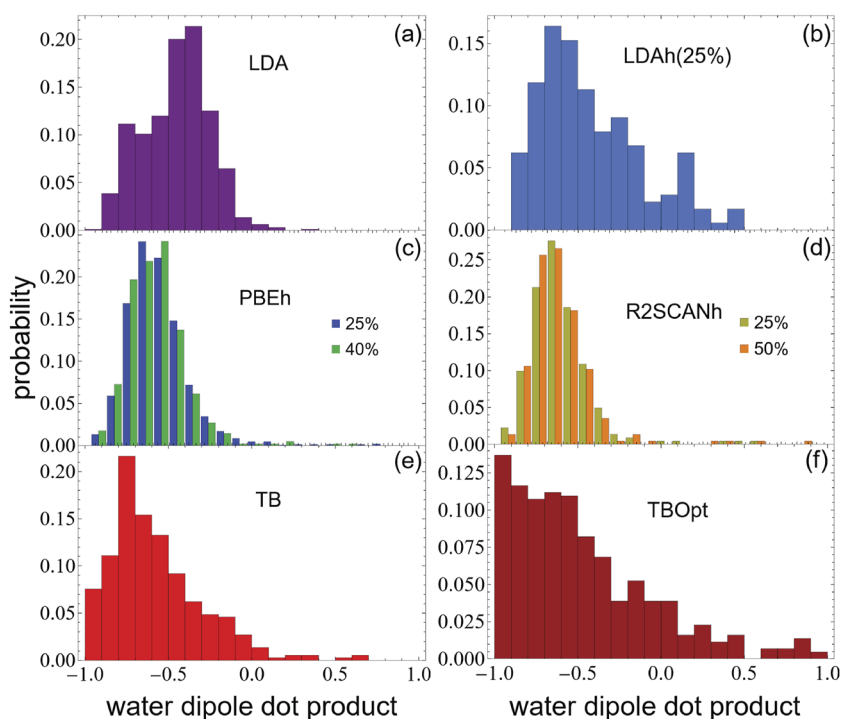 (a)
LDA
0.20
0.15
0.10
0.05
0.00
(b)
LDAh(25%)
0.15
0.10
0.05
0.00
(c)
PBEh
25%
40%
0.20
0.15
0.10
0.05
0.00
(d)
R2SCANh
25%
50%
0.25
0.20
0.15
0.10
0.05
0.00
probability
(e)
TB
0.20
0.15
0.10
0.05
0.00
−1.0 −0.5 0.0 0.5 1.0
water dipole dot product
(f)
TBOpt
0.125
0.100
0.075
0.050
0.025
0.000
−1.0 −0.5 0.0 0.5 1.0
water dipole dot product